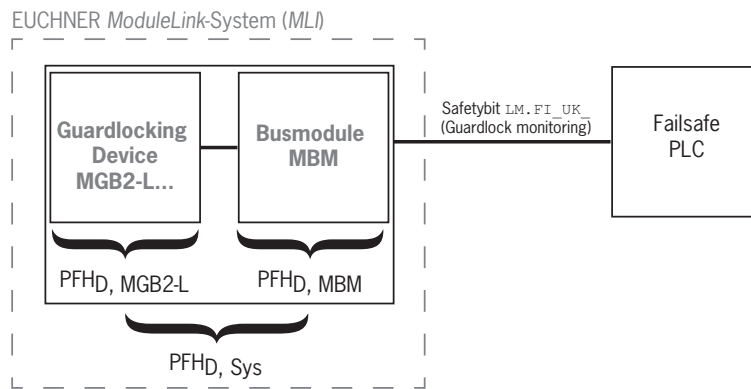 EUCHNER ModuleLink-System (MLI)
Guardlocking
Device
MGB2-L...
Busmodule
MBM
Safetybit LM.FI_UK_
(Guardlock monitoring)
Failsafe
PLC
PFHD, MGB2-L
PFHD, MBM
PFHD, Sys